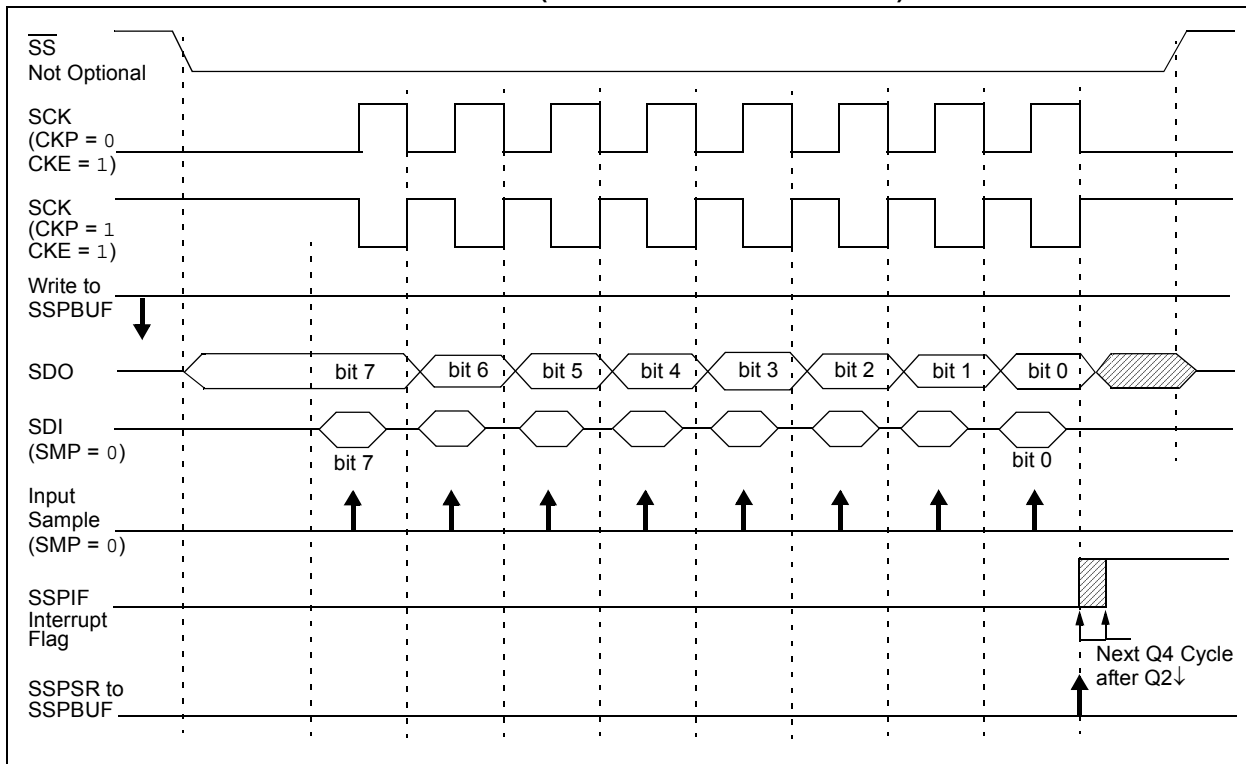 SS
Not Optional
SCK
(CKP = 0
CKE = 1)
SCK
(CKP = 1
CKE = 1)
Write to
SSPBUF
SDO
bit 7
bit 6
bit 5
bit 4
bit 3
bit 2
bit 1
bit 0
SDI
(SMP = 0)
bit 7
bit 0
Input
Sample
(SMP = 0)
SSPIF
Interrupt
Flag
Next Q4 Cycle
after Q2↓
SSPSR to
SSPBUF